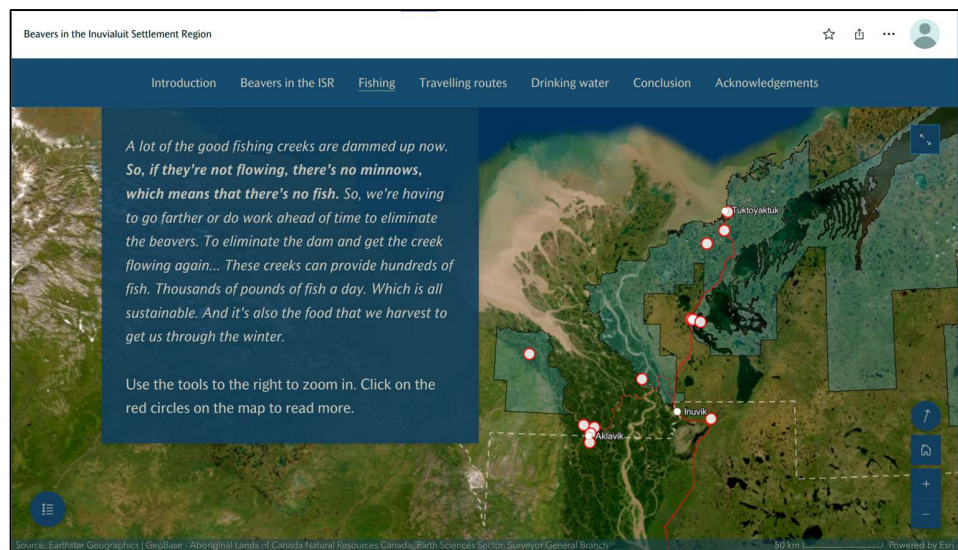 Beavers in the Inuvialuit Settlement Region
Introduction Beavers in the ISR Fishing Travelling routes Drinking water Conclusion Acknowledgements
A lot of the good fishing creeks are dammed up now.
So, if they're not flowing, there's no minnows,
which means that there's no fish. So, we're having
to go farther or do work ahead of time to eliminate
the beavers. To eliminate the dam and get the creek
flowing again... These creeks can provide hundreds of
fish. Thousands of pounds of fish a day. Which is all
sustainable. And it's also the food that we harvest to
get us through the winter.
Use the tools to the right to zoom in. Click on the
red circles on the map to read more.
Tuktoyaktuk
Inuvik
Aklavik
Source: Earthstar Geographics | GeoBase - Aboriginal Lands of Canada Natural Resources Canada, Earth Sciences Sector, Surveyor General Branch
50 km
Powered by Esri